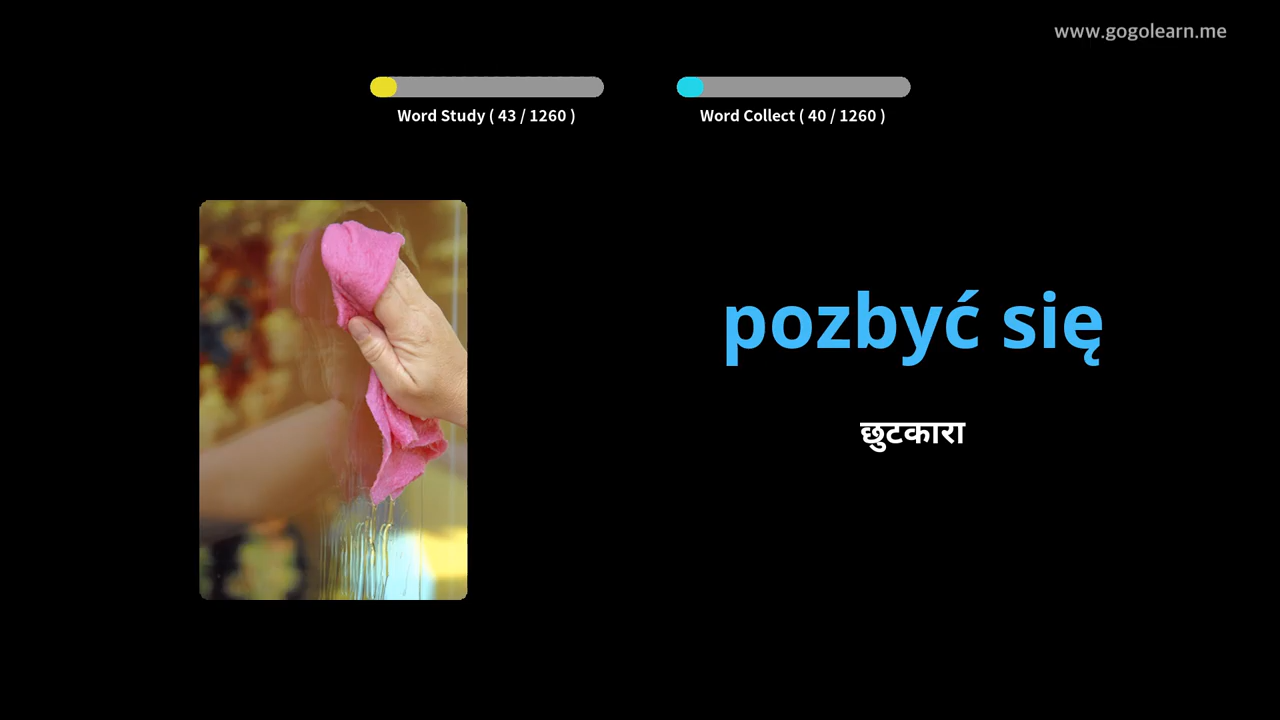 www.gogolearn.me
Word Study ( 43 / 1260 )
Word Collect ( 40 / 1260 )
pozbyć się
छुटकारा